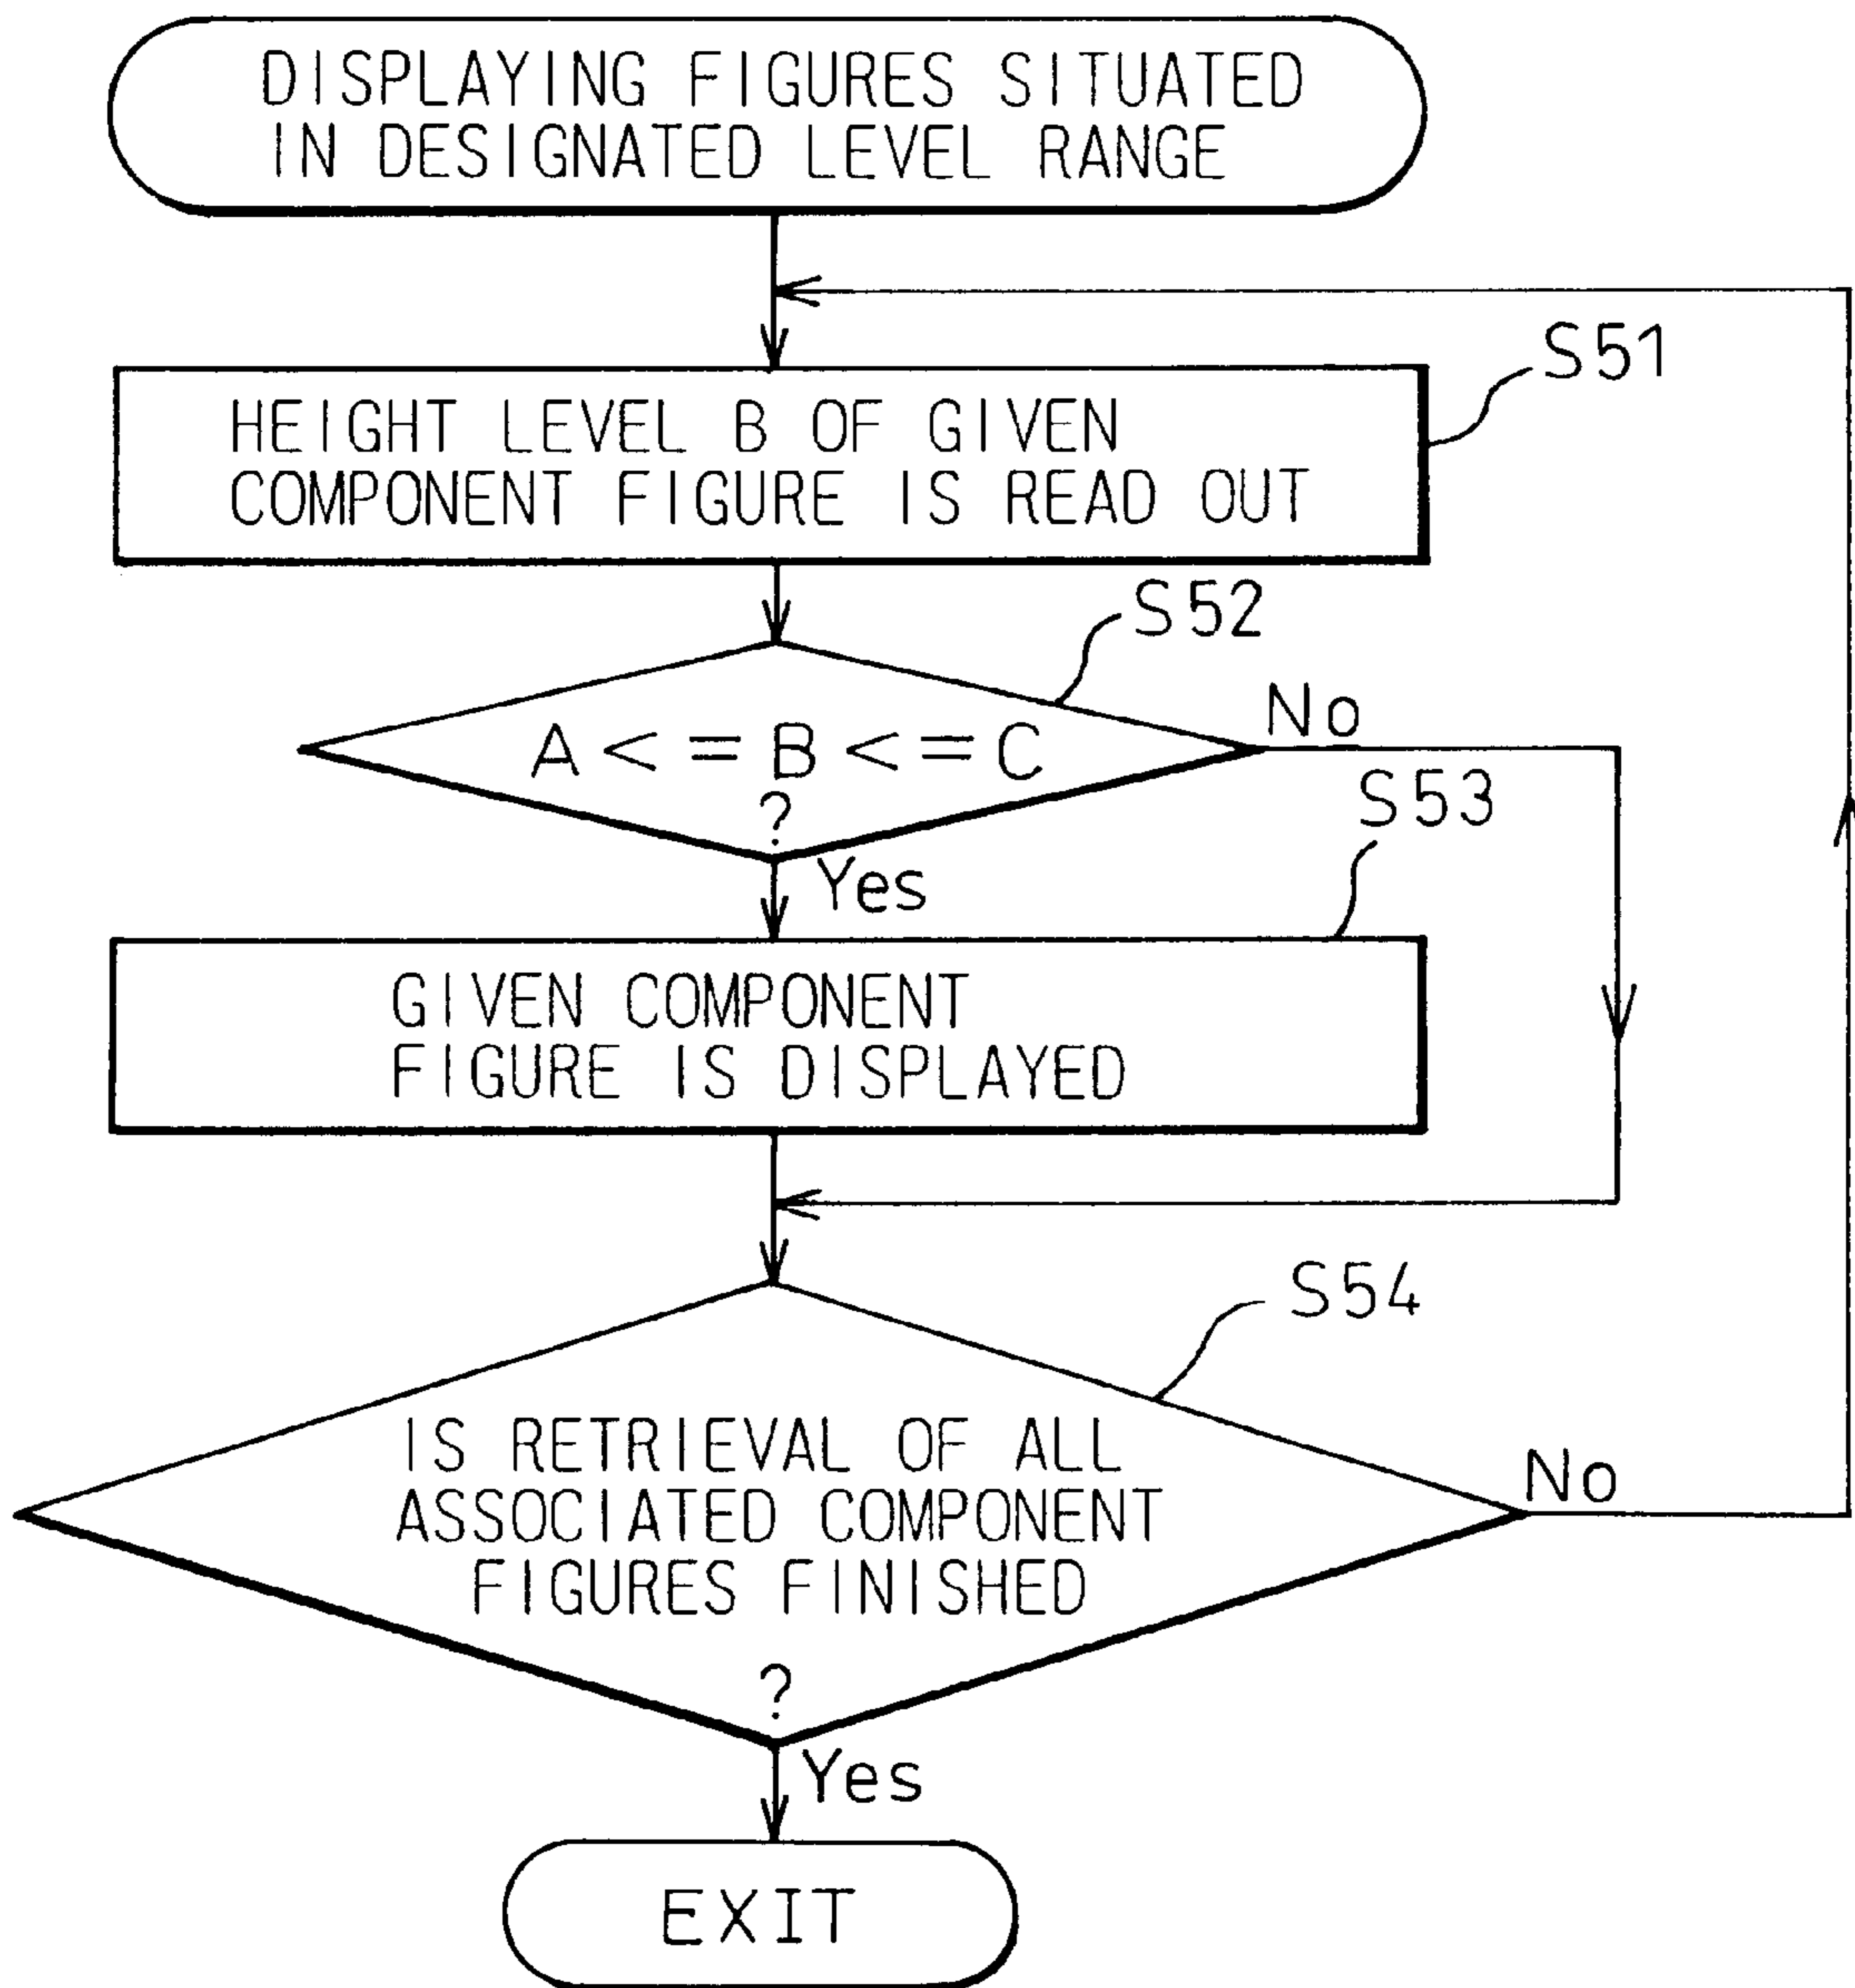 DISPLAYING FIGURES SITUATED
IN DESIGNATED LEVEL RANGE
S51
HEIGHT LEVEL B OF GIVEN
COMPONENT FIGURE IS READ OUT
S52
No
A<=B<=C
?
S53
Yes
GIVEN COMPONENT
FIGURE IS DISPLAYED
S54
IS RETRIEVAL OF ALL
ASSOCIATED COMPONENT
FIGURES FINISHED
?
No
Yes
EXIT